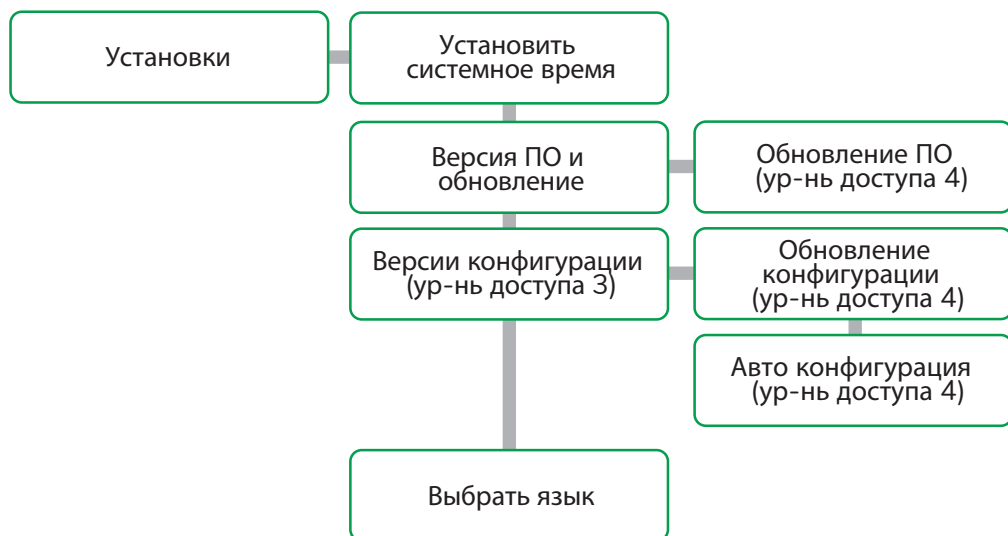 Установки
Установить
системное время
Версия ПО и
обновление
Обновление ПО
(ур-нь доступа 4)
Версии конфигурации
(ур-нь доступа 3)
Обновление
конфигурации
(ур-нь доступа 4)
Авто конфигурация
(ур-нь доступа 4)
Выбрать язык